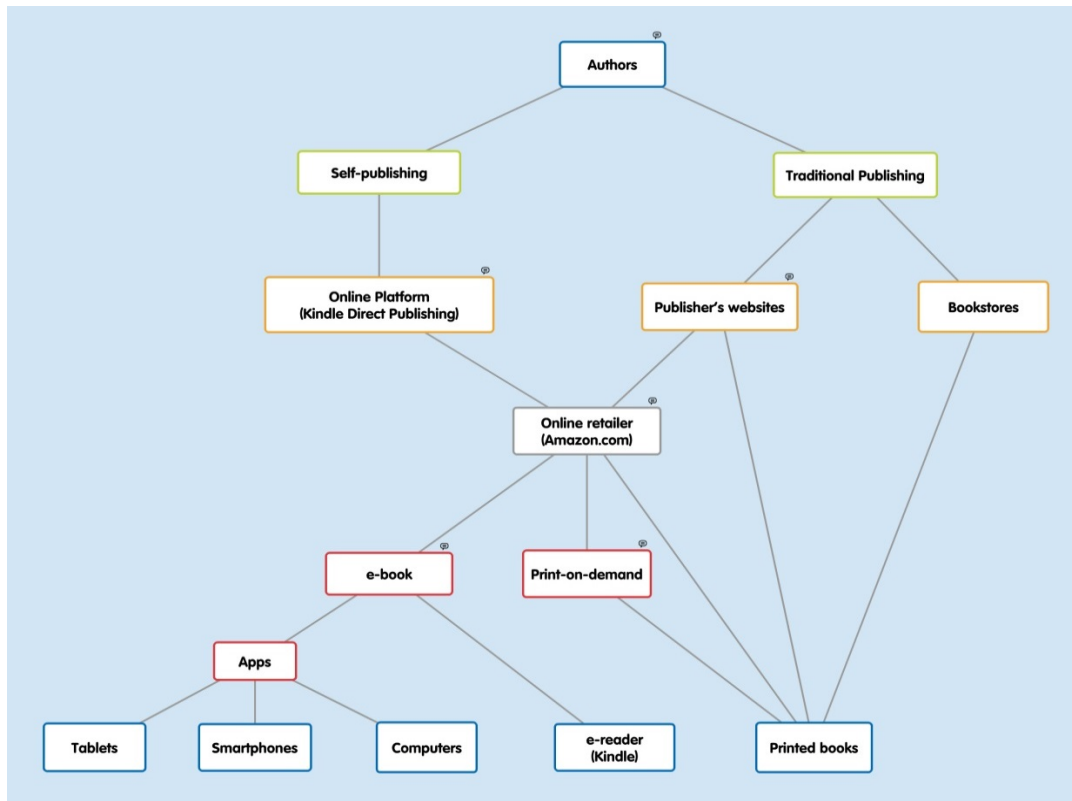 Authors
Self-publishing
Traditional Publishing
Online Platform
(Kindle Direct Publishing)
Publisher's websites
Bookstores
Online retailer
(Amazon.com)
e-book
Print-on-demand
Apps
Tablets
Smartphones
Computers
e-reader
(Kindle)
Printed books